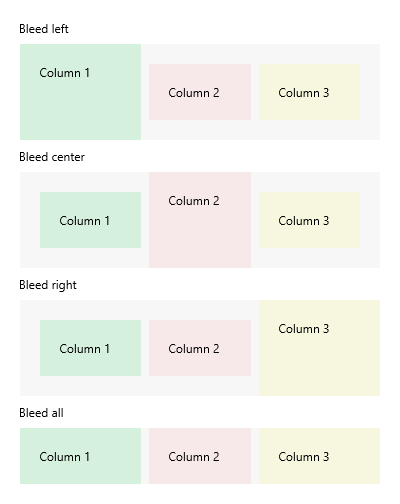 Bleed left
Column 1
Column 2
Column 3
Bleed center
Column 1
Column 2
Column 3
Bleed right
Column 1
Column 2
Column 3
Bleed all
Column 1
Column 2
Column 3